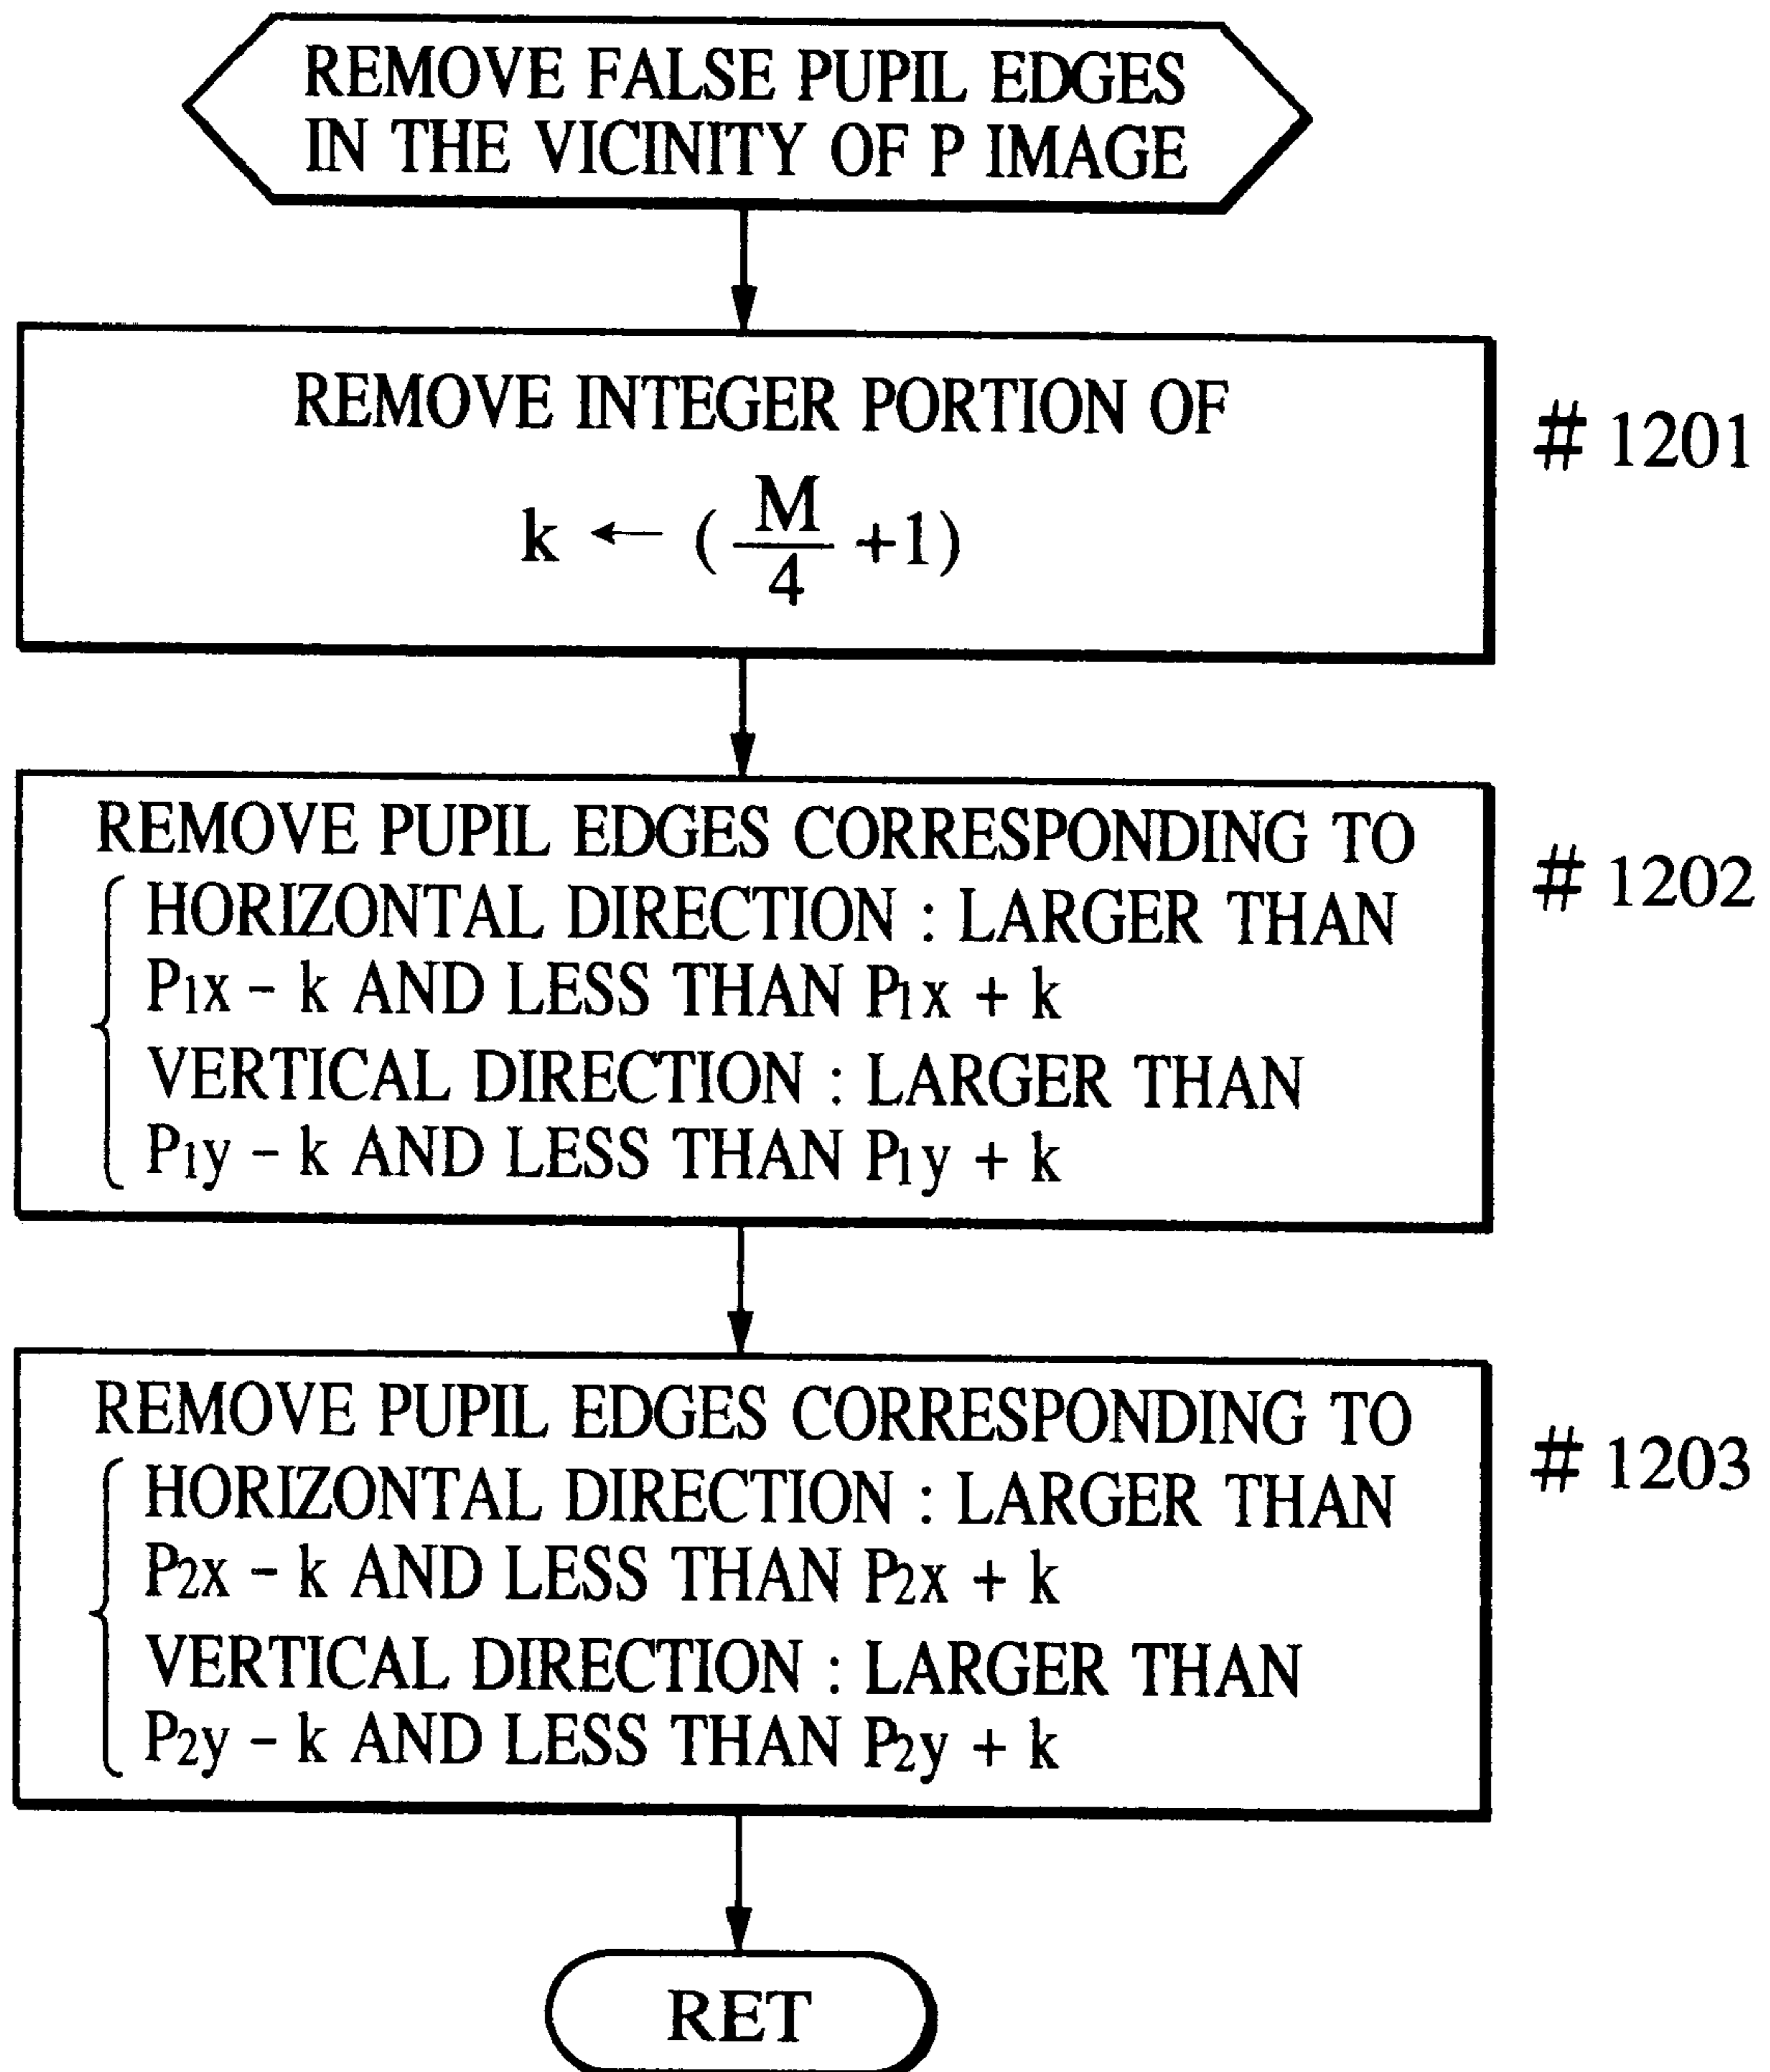 REMOVE FALSE PUPIL EDGES
IN THE VICINITY OF P IMAGE
REMOVE INTEGER PORTION OF
k ← ( M/4 +1)
# 1201
REMOVE PUPIL EDGES CORRESPONDING TO
HORIZONTAL DIRECTION : LARGER THAN
P1x - k AND LESS THAN P1x + k
VERTICAL DIRECTION : LARGER THAN
P1y - k AND LESS THAN P1y + k
# 1202
REMOVE PUPIL EDGES CORRESPONDING TO
HORIZONTAL DIRECTION : LARGER THAN
P2x - k AND LESS THAN P2x + k
VERTICAL DIRECTION : LARGER THAN
P2y - k AND LESS THAN P2y + k
# 1203
RET